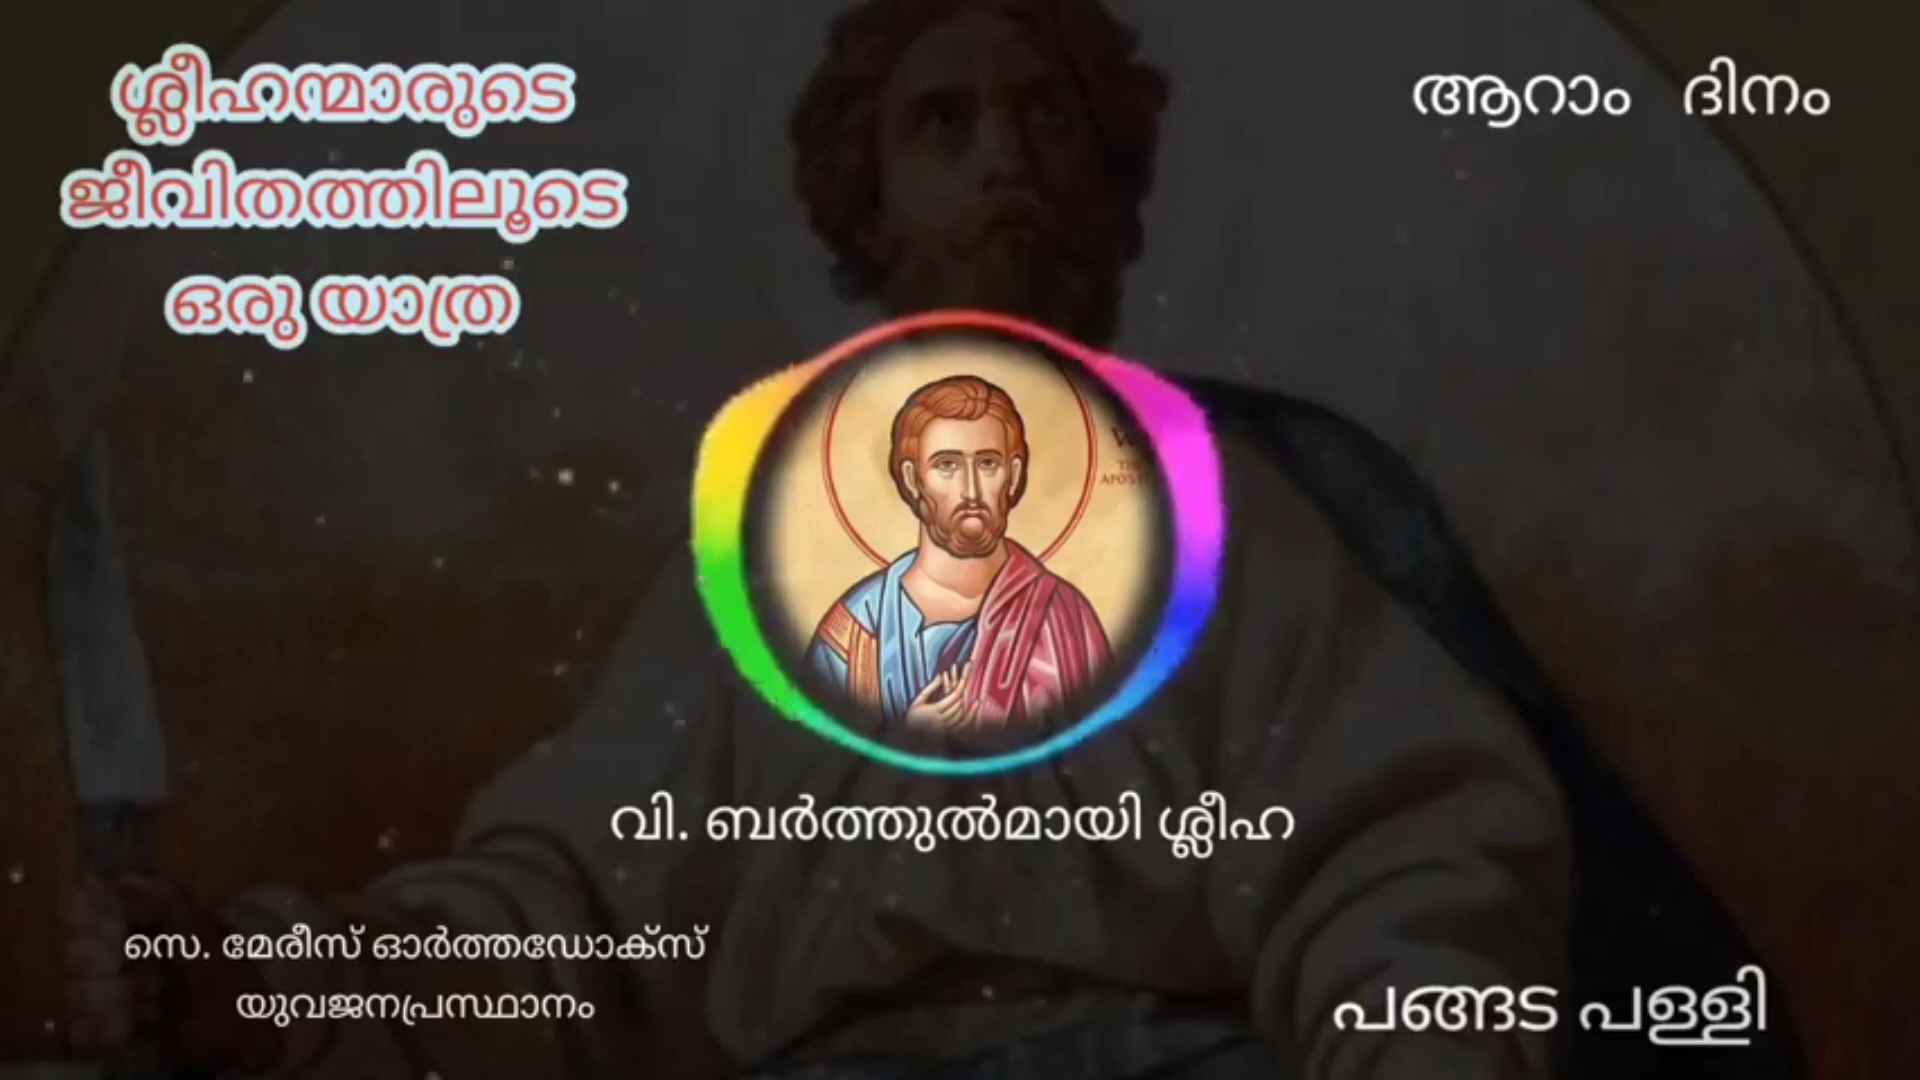 ശ്ലീഹന്മാരുടെ
ജീവിതത്തിലൂടെ
ഒരു യാത്ര
ആറാം ദിനം
വി. ബർത്തുൽമായി ശ്ലീഹ
സെ. മേരീസ് ഓർത്തഡോക്സ്
യുവജനപ്രസ്ഥാനം
പങ്ങട പള്ളി